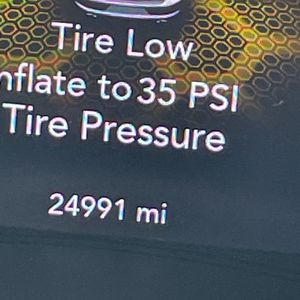 Tire Low
nflate to 35 PSI
Tire Pressure
24991 mi